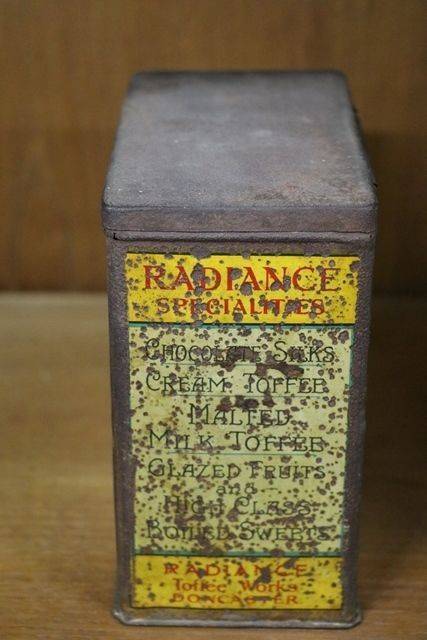 RADIANCE
SPECIALITIES
CHOCOLATE SILKS
CREAM TOFFEE
MALTED
MILK TOFFEE
GLAZED FRUITS
and
HIGH CLASS
BOILED SWEETS
RADIANCE
Toffee Works
DONCASTER